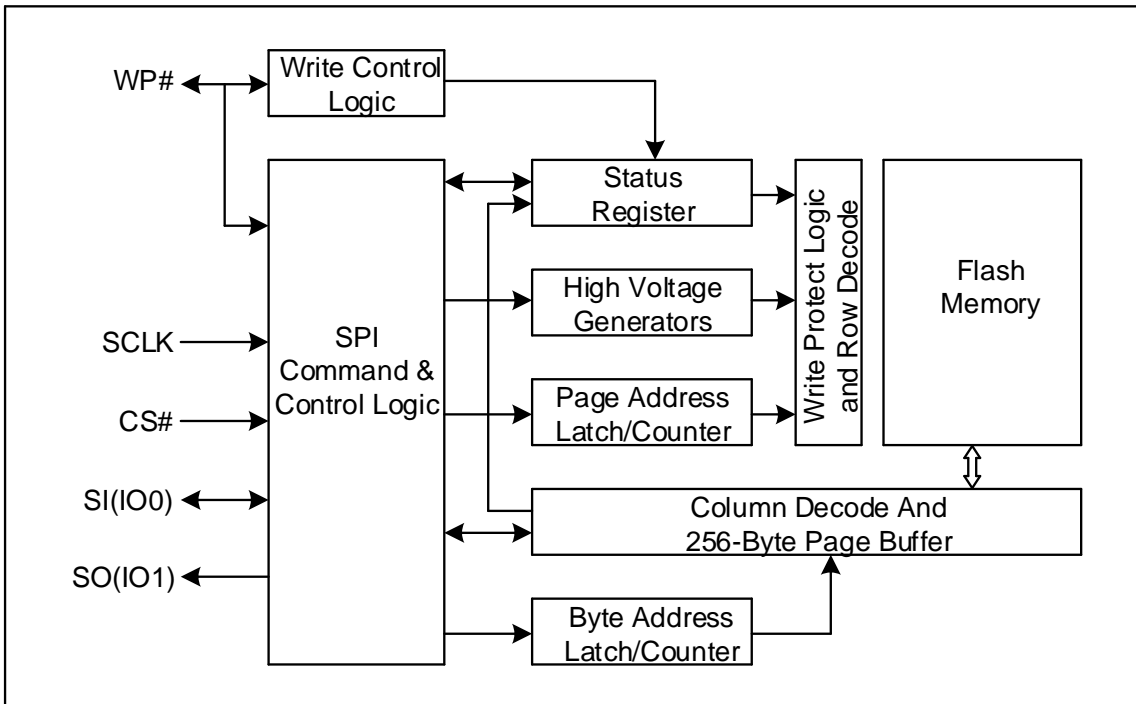 WP#
Write Control
Logic
SPI
Command &
Control Logic
SCLK
CS#
SI(IO0)
SO(IO1)
Status
Register
High Voltage
Generators
Page Address
Latch/Counter
Write Protect Logic
and Row Decode
Flash
Memory
Column Decode And
256-Byte Page Buffer
Byte Address
Latch/Counter